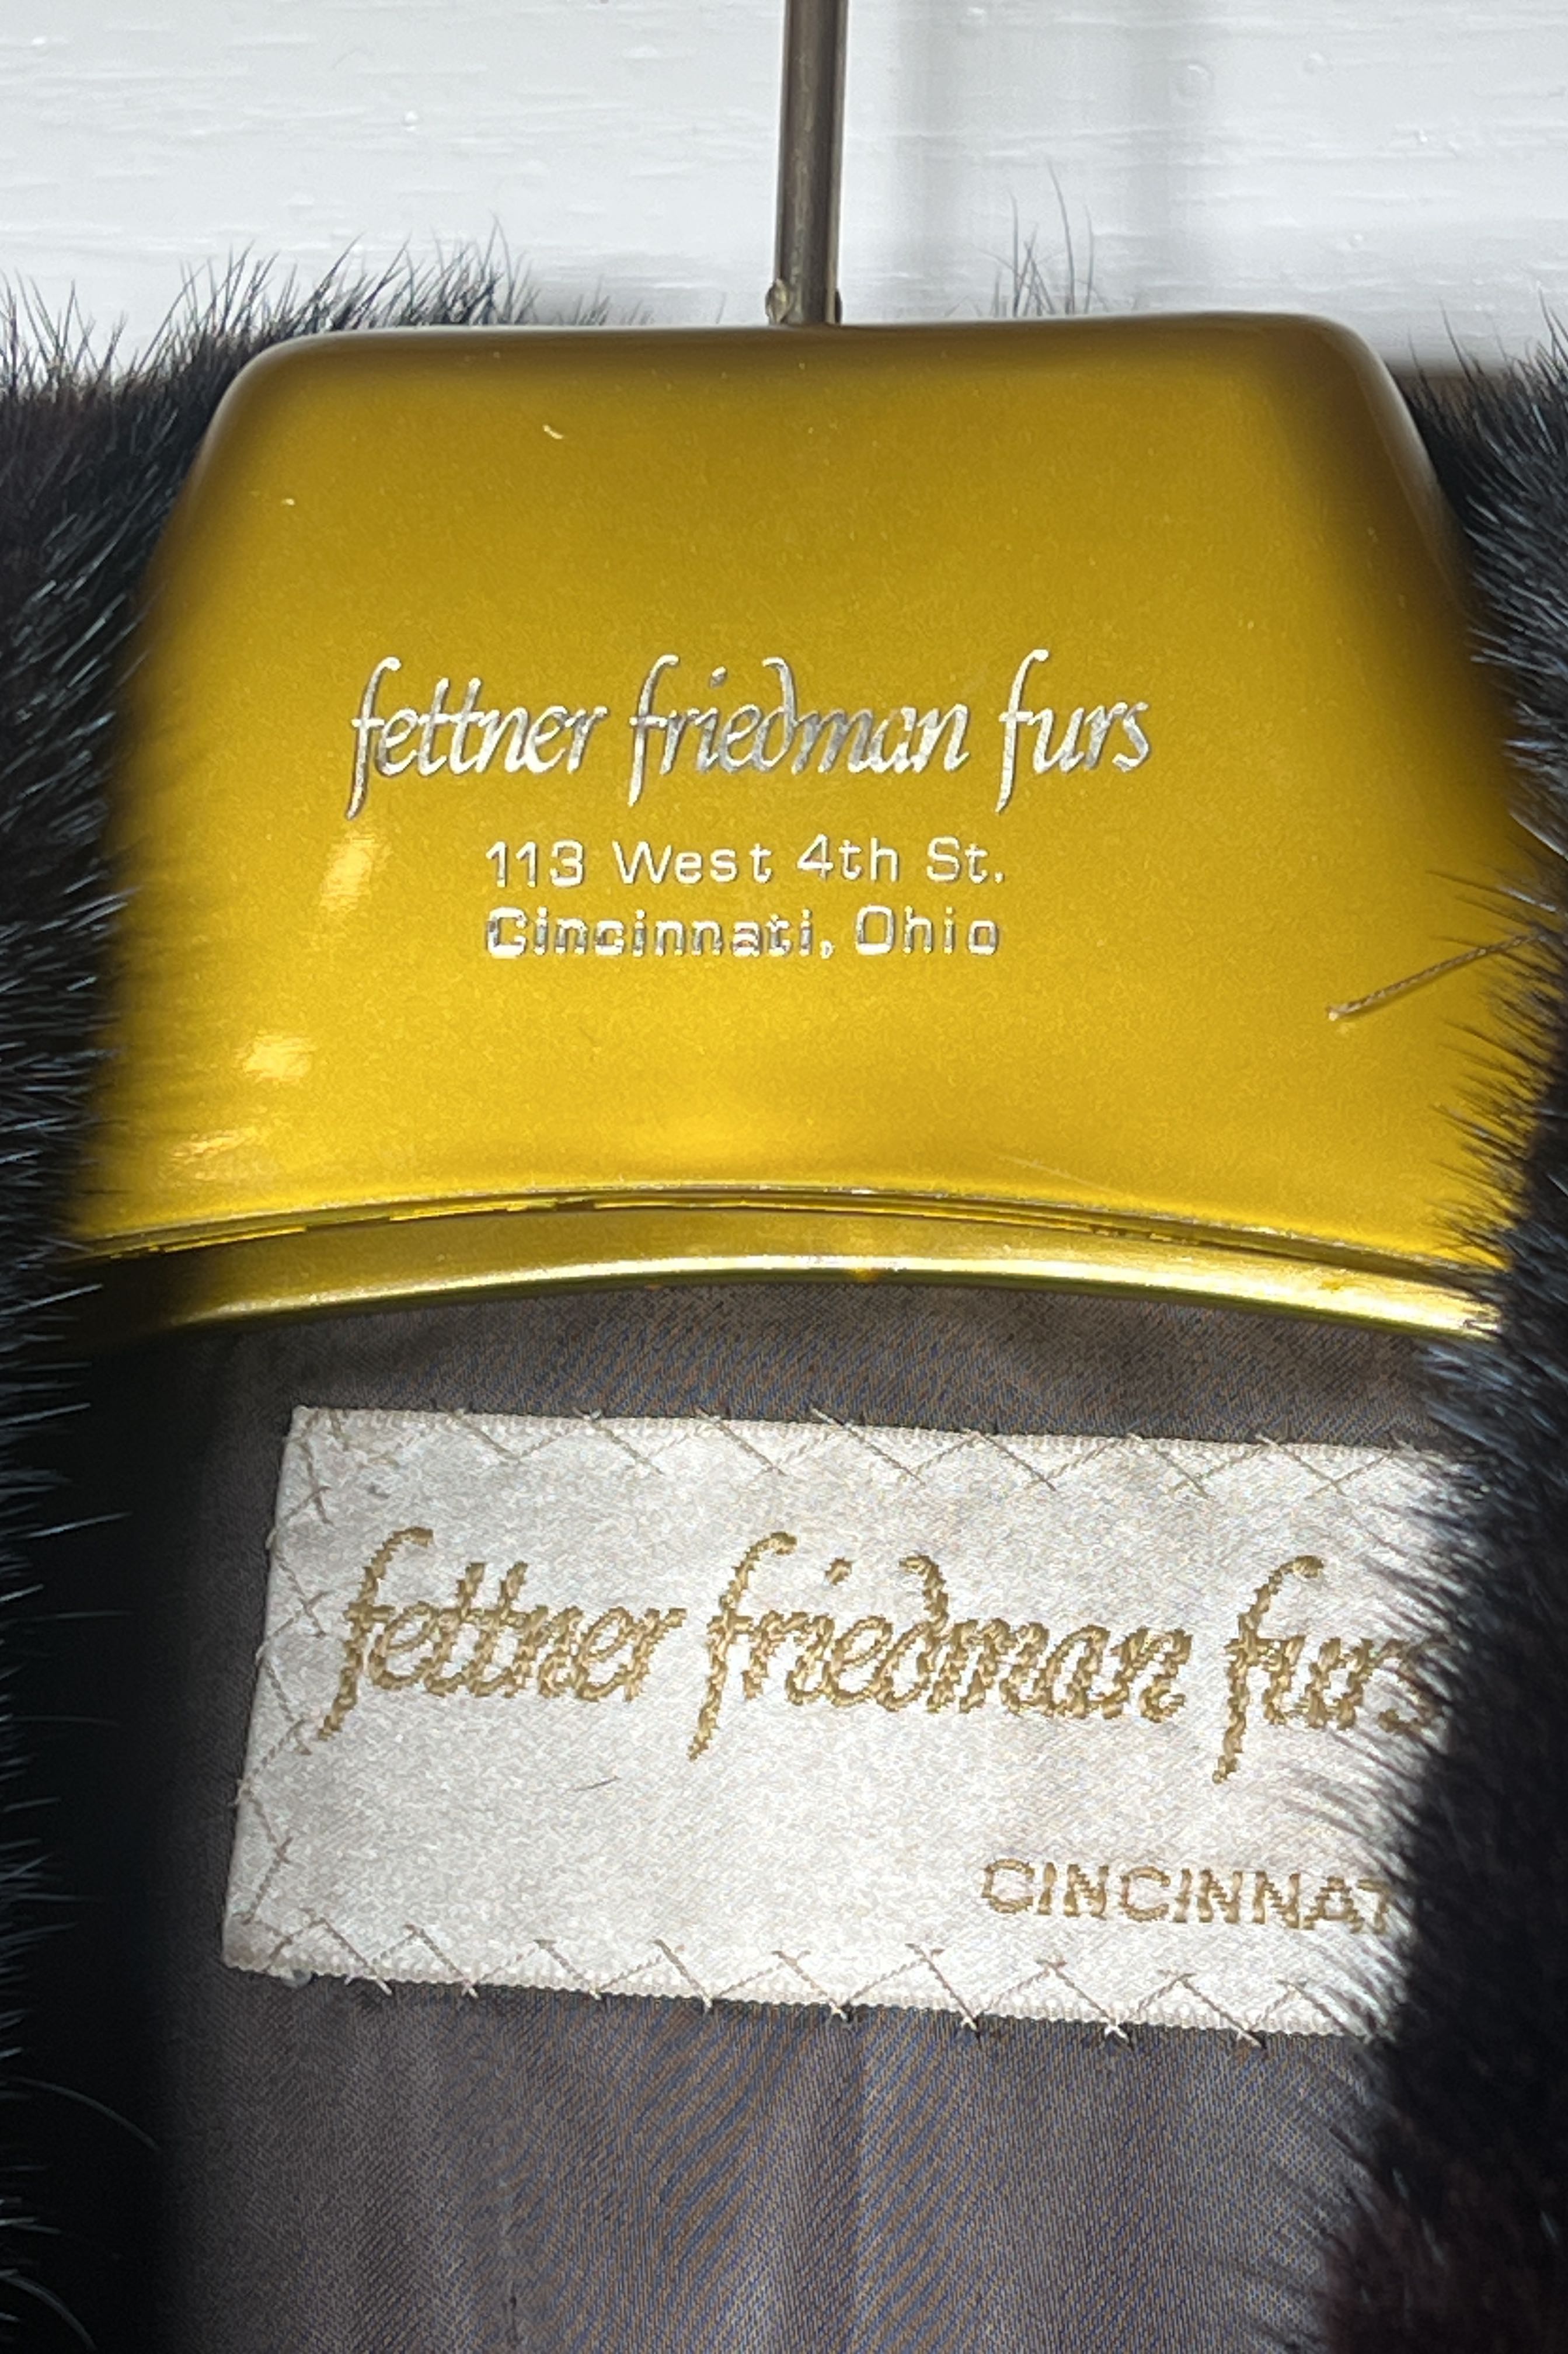 fettner friedman furs
113 West 4th St.
Cincinnati, Ohio
fettner friedman furs
CINCINNAT